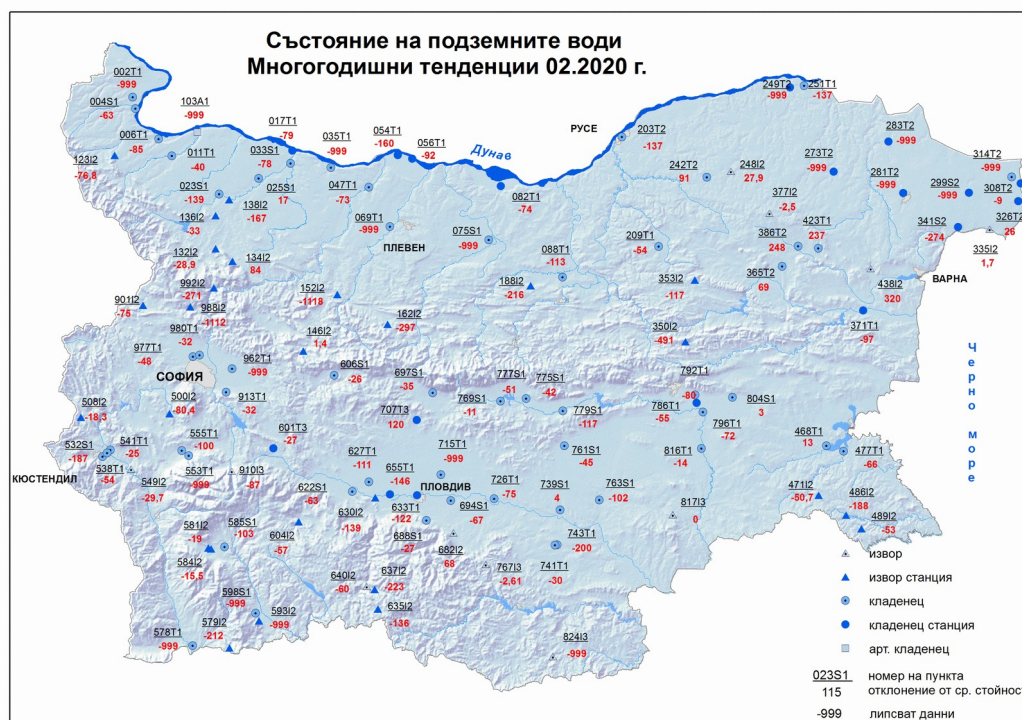 Състояние на подземните води
Многогодишни тенденции 02.2020 г.
002T1
-999
004S1
-63
103A1
-999
006T1
-85
017T1
-79
035T1
-999
054T1
-160
056T1
-92
Дунав
РУСЕ
203T2
-137
249T2
-999
251T1
-137
283T2
-999
314T2
-999
123I2
-76,8
011T1
-40
033S1
-78
023S1
-139
025S1
17
138I2
-167
047T1
-73
082T1
-74
242T2
91
248I2
27,9
273T2
-999
281T2
-999
299S2
-999
308T2
-9
377I2
-2,5
136I2
-33
069T1
-999
ПЛЕВЕН
075S1
-999
209T1
-54
386T2
248
423T1
237
341S2
-274
326T2
26
335I2
1,7
132I2
-28,9
134I2
84
088T1
-113
365T2
69
ВАРНА
992I2
-271
152I2
-1118
188I2
-216
353I2
-117
438I2
320
901I2
-75
988I2
-1112
162I2
-297
371T1
-97
980T1
-32
146I2
1,4
350I2
-491
977T1
-48
СОФИЯ
962T1
-999
606S1
-26
697S1
-35
777S1
-51
775S1
-42
792T1
-80
Черно море
508I2
-18,3
500I2
-80,4
913T1
-32
769S1
-11
779S1
-117
786T1
-55
804S1
3
707T3
120
796T1
-72
532S1
-187
541T1
-25
555T1
-100
601T3
-27
627T1
-111
715T1
-999
761S1
-45
816T1
-14
468T1
13
477T1
-66
КЮСТЕНДИЛ
538T1
-54
549I2
-29,7
553T1
-999
910I3
-87
622S1
-63
655T1
-146
ПЛОВДИВ
726T1
-75
739S1
4
763S1
-102
471I2
-50,7
486I2
-188
630I2
-139
633T1
-122
694S1
-67
817I3
0
489I2
-53
581I2
-19
585S1
-103
604I2
-57
688S1
-27
682I2
68
743T1
-200
584I2
-15,5
640I2
-60
637I2
-223
767I3
-2,61
741T1
-30
598S1
-999
593I2
-999
635I2
-136
578T1
-999
579I2
-212
824I3
-999
извор
извор станция
кладенец
кладенец станция
арт. кладенец
023S1 номер на пункта
115 отклонение от ср. стойнос
-999 липсват данни